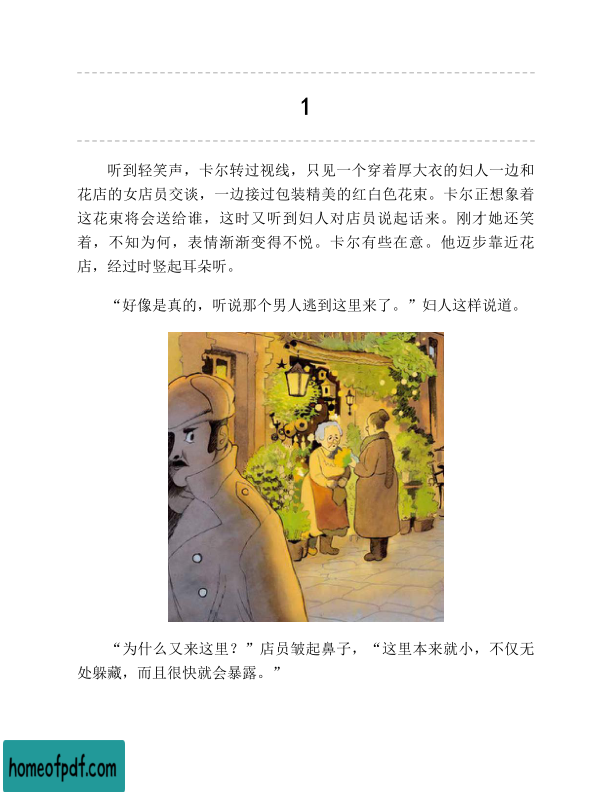 1
听到轻笑声，卡尔转过视线，只见一个穿着厚大衣的妇人一边和
花店的女店员交谈，一边接过包装精美的红白色花束。卡尔正想象着
这花束将会送给谁，这时又听到妇人对店员说起话来。刚才她还笑
着，不知为何，表情渐渐变得不悦。卡尔有些在意。他迈步靠近花
店，经过时竖起耳朵听。
“好像是真的，听说那个男人逃到这里来了。”妇人这样说道。
“为什么又来这里？”店员皱起鼻子，“这里本来就小，不仅无
处躲藏，而且很快就会暴露。”
homeofpdf.com